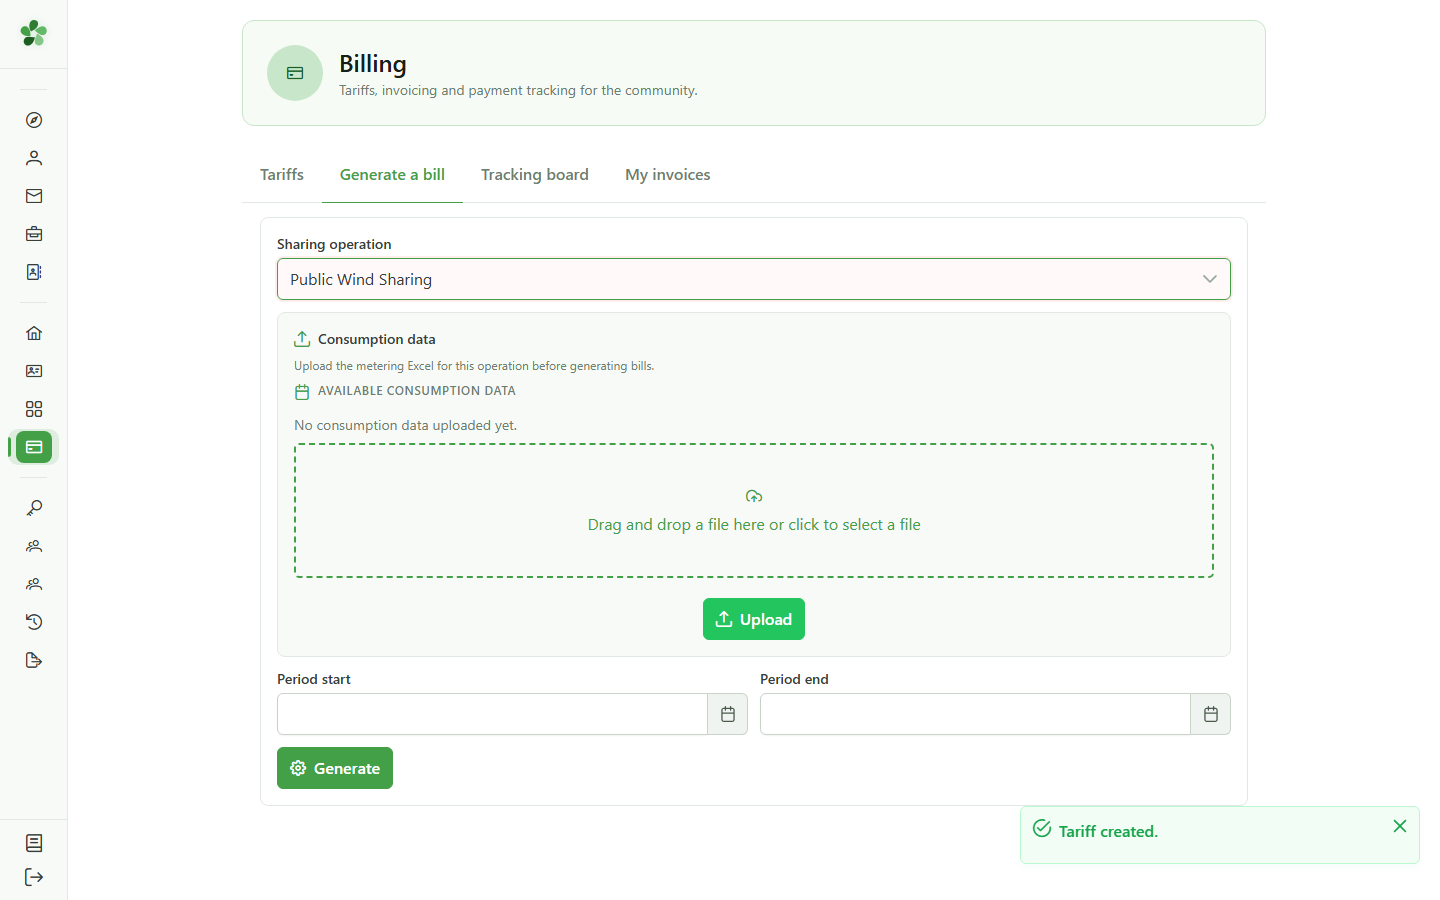 Billing
Tariffs, invoicing and payment tracking for the community.
Tariffs
Generate a bill
Tracking board
My invoices
Sharing operation
Public Wind Sharing
Consumption data
Upload the metering Excel for this operation before generating bills.
AVAILABLE CONSUMPTION DATA
No consumption data uploaded yet.
Drag and drop a file here or click to select a file
Upload
Period start
Period end
Generate
Tariff created.